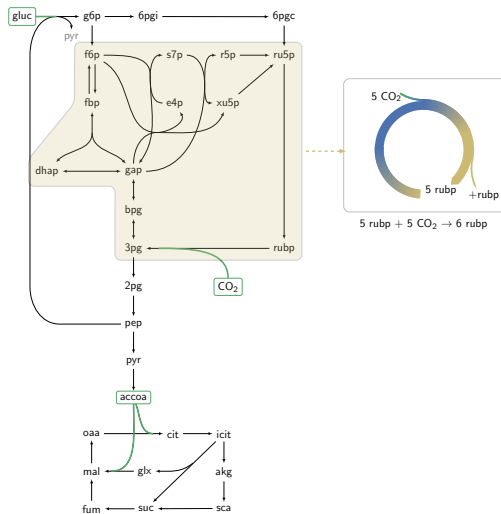 gluc g6p 6pgi 6pgc
pyr
f6p s7p r5p ru5p
fbp e4p xu5p
5 CO₂
dhap gap
5 rubp
+rubp
bpg
5 rubp + 5 CO₂ → 6 rubp
3pg rubp
2pg CO₂
pep
pyr
accoa
oaa cit icit
mal glx akg
fum suc sca